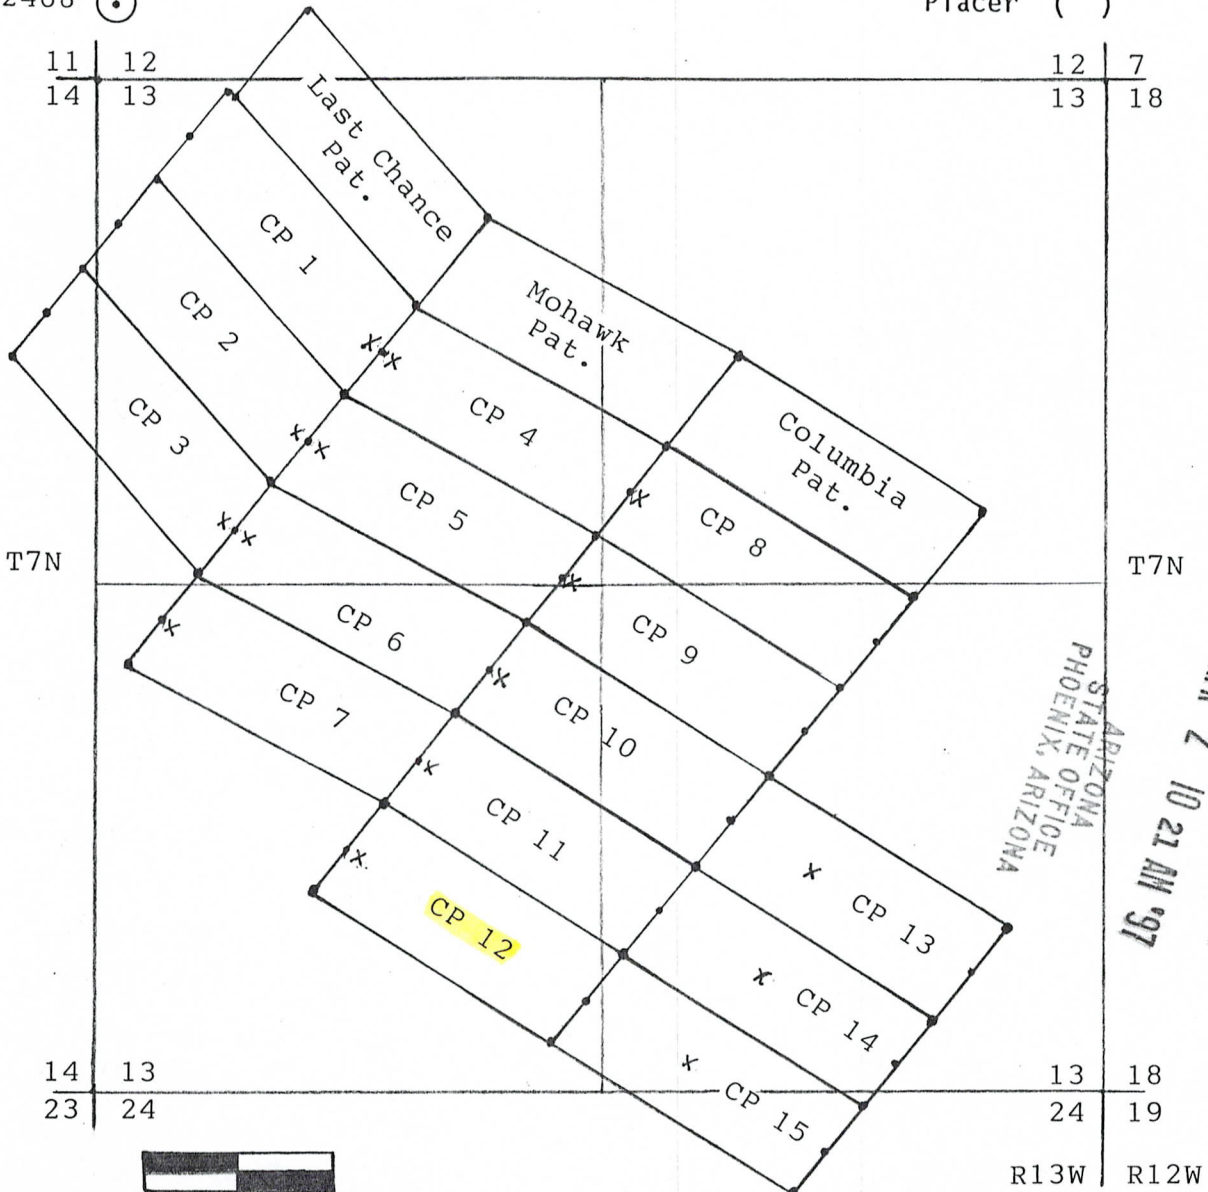 Placer ( )
11 12
14 13
12 7
13 18
Last Chance
Pat.
CP 1
CP 2
CP 3
Mohawk
Pat.
CP 4
CP 5
Columbia
Pat.
CP 8
T7N
T7N
CP 6
CP 9
CP 7
CP 10
CP 11
CP 12
CP 13
CP 14
CP 15
ARIZONA
STATE OFFICE
PHOENIX, ARIZONA
2 10 21 AM '97
14 13
23 24
13 18
24 19
R13W R12W